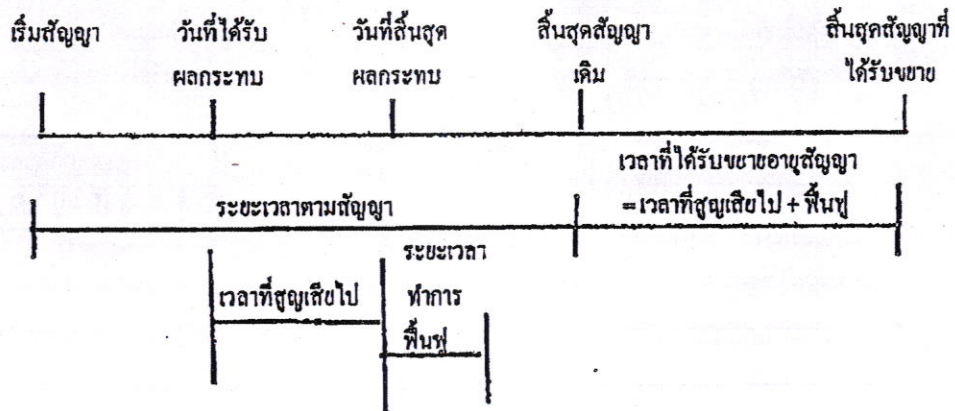 เริ่มสัญญา วันที่ได้รับ วันที่สิ้นสุด สิ้นสุดสัญญา สิ้นสุดสัญญาที่
ผลกระทบ ผลกระทบ เดิม ได้รับขยาย
เวลาที่ได้รับขยายอายุสัญญา
ระยะเวลาตามสัญญา =เวลาที่สูญเสียไป + ฟื้นฟู
ระยะเวลา
เวลาที่สูญเสียไป ทำการ
ฟื้นฟู